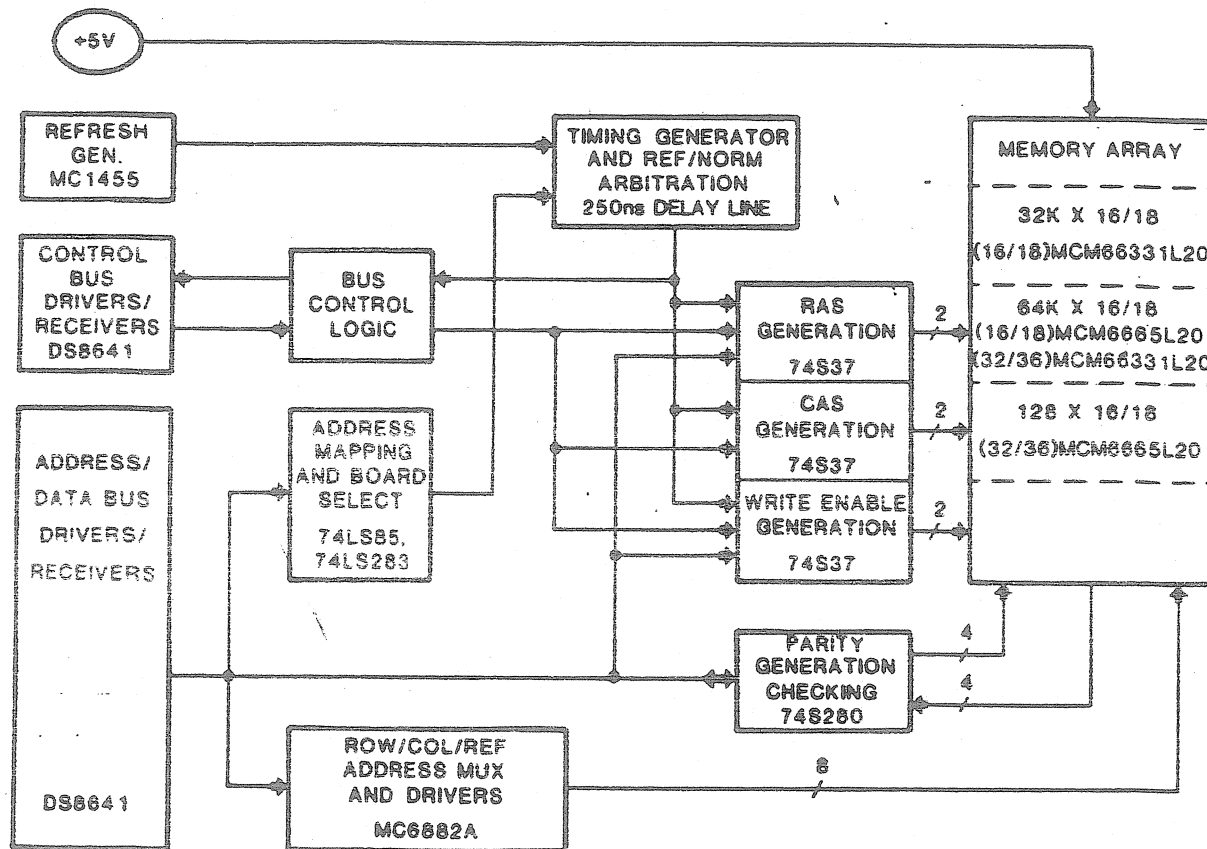 +5V
REFRESH
GEN.
MC1455
TIMING GENERATOR
AND REF/NORM
ARBITRATION
250ns DELAY LINE
MEMORY ARRAY
32K X 16/18
(16/18)MCM66331L20
64K X 16/18
(16/18)MCM6665L20
(32/36)MCM66331L20
128 X 16/18
(32/36)MCM6665L20
CONTROL
BUS
DRIVERS/
RECEIVERS
DS8641
BUS
CONTROL
LOGIC
RAS
GENERATION
74S37
2
CAS
GENERATION
74S37
2
WRITE ENABLE
GENERATION
74S37
2
ADDRESS/
DATA BUS
DRIVERS/
RECEIVERS
DS8641
ADDRESS
MAPPING
AND BOARD
SELECT
74LS85,
74LS283
PARITY
GENERATION
CHECKING
74S280
4
4
ROW/COL/REF
ADDRESS MUX
AND DRIVERS
MC6882A
8